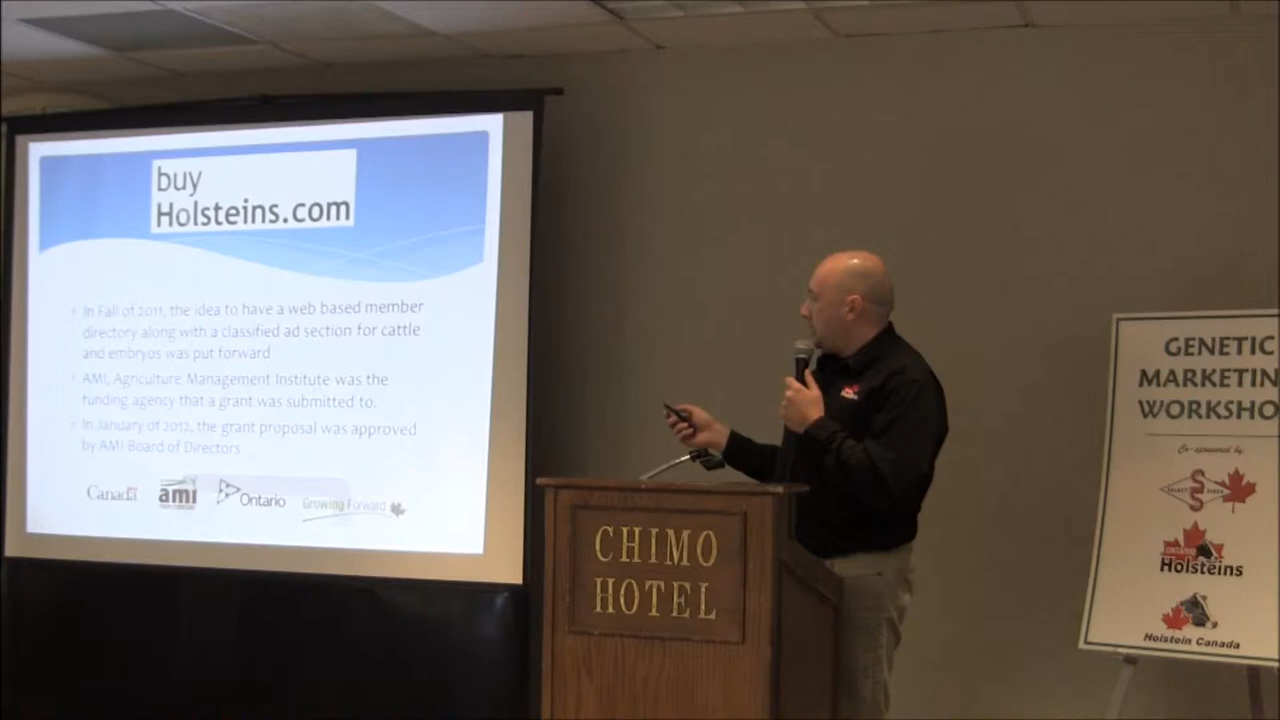 buy
Holsteins.com
In Fall of 2011, the idea to have a web based member
directory along with a classified ad section for cattle
and embryos was put forward
AMI, Agriculture Management Institute was the
funding agency that a grant was submitted to.
In January of 2012, the grant proposal was approved
by AMI Board of Directors
Canada
ami
Ontario
Growing Forward
CHIMO
HOTEL
GENETIC
MARKETIN
WORKSHO
Co-sponsored by:
SELECT SIRES
ONTARIO
Holsteins
Holstein Canada